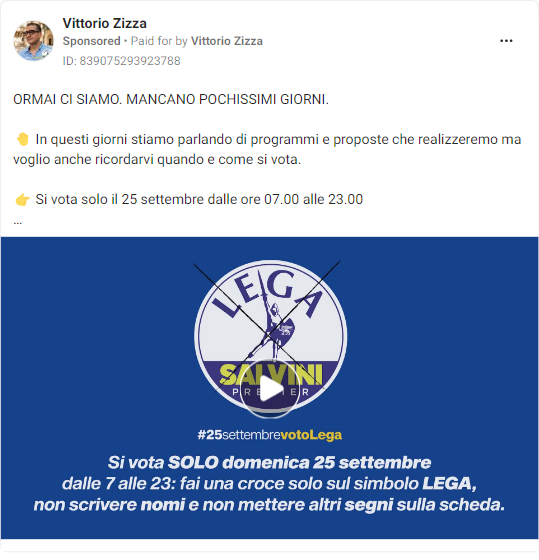 Vittorio Zizza
Sponsored • Paid for by Vittorio Zizza
ID: 839075293923788
ORMAI CI SIAMO. MANCANO POCHISSIMI GIORNI.
🤚 In questi giorni stiamo parlando di programmi e proposte che realizzeremo ma
voglio anche ricordarvi quando e come si vota.
👉 Si vota solo il 25 settembre dalle ore 07.00 alle 23.00
...
LEGA
SALVINI
PREMIER
#25settembrevotoLega
Si vota SOLO domenica 25 settembre
dalle 7 alle 23: fai una croce solo sul simbolo LEGA,
non scrivere nomi e non mettere altri segni sulla scheda.